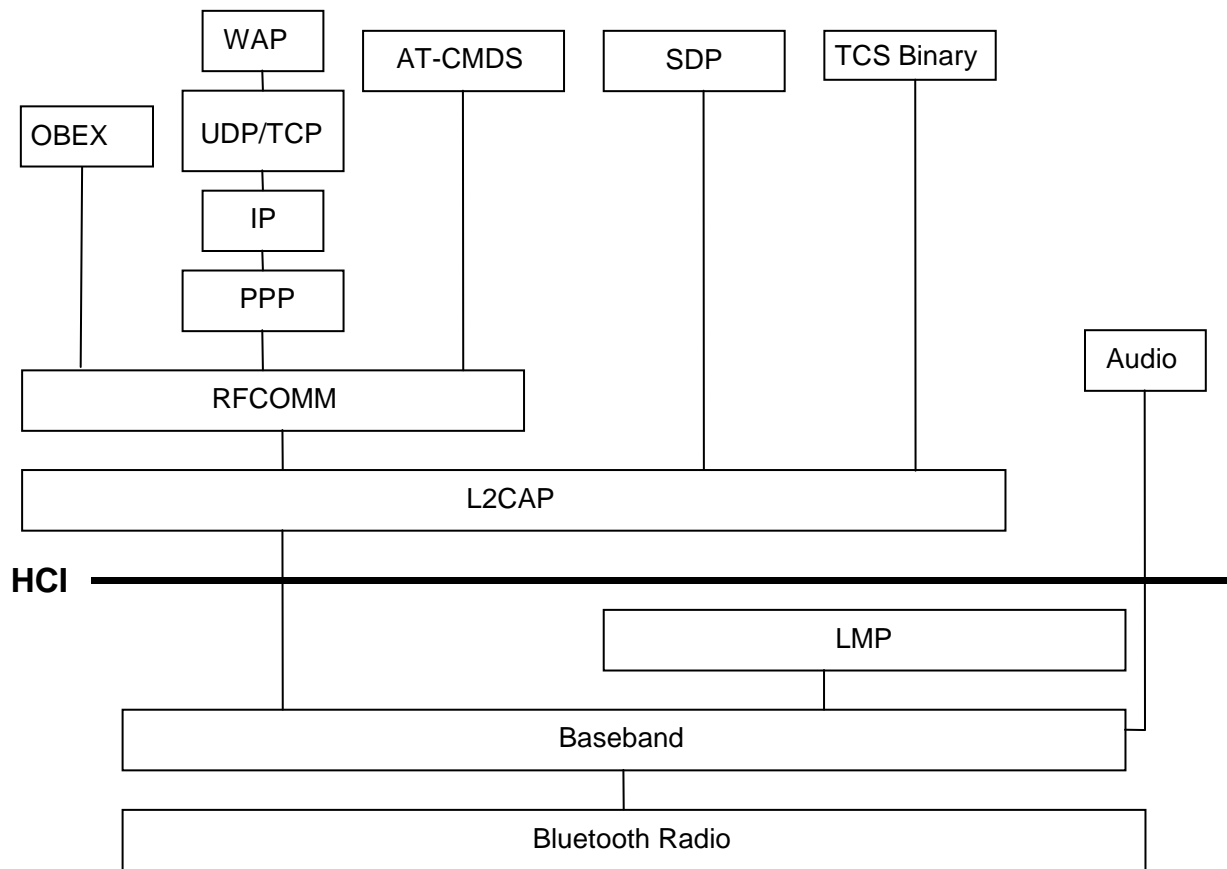 WAP
AT-CMDS
SDP
TCS Binary
OBEX
UDP/TCP
IP
PPP
Audio
RFCOMM
L2CAP
HCI
LMP
Baseband
Bluetooth Radio